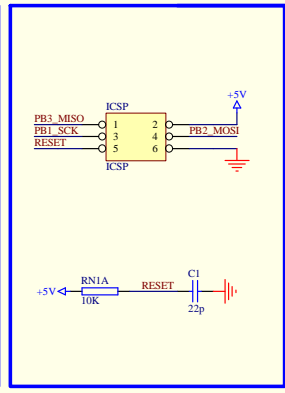 ICSP
+5V
PB3_MISO 1 2
PB1_SCK 3 4 PB2_MOSI
RESET 5 6
ICSP
RN1A RESET C1
+5V
10K 22p